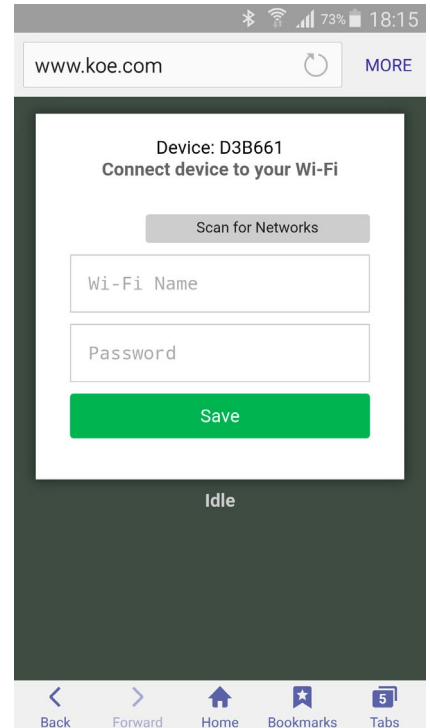 73% 18:15
www.koe.com MORE
Device: D3B661
Connect device to your Wi-Fi
Scan for Networks
Wi-Fi Name
Password
Save
Idle
5
Back Forward Home Bookmarks Tabs